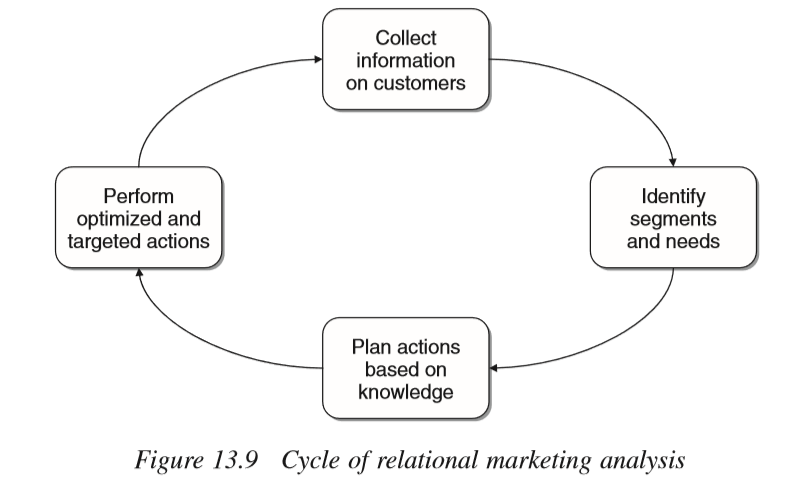 Collect
information
on customers
Perform
optimized and
targeted actions
Identify
segments
and needs
Plan actions
based on
knowledge
Figure 13.9 Cycle of relational marketing analysis